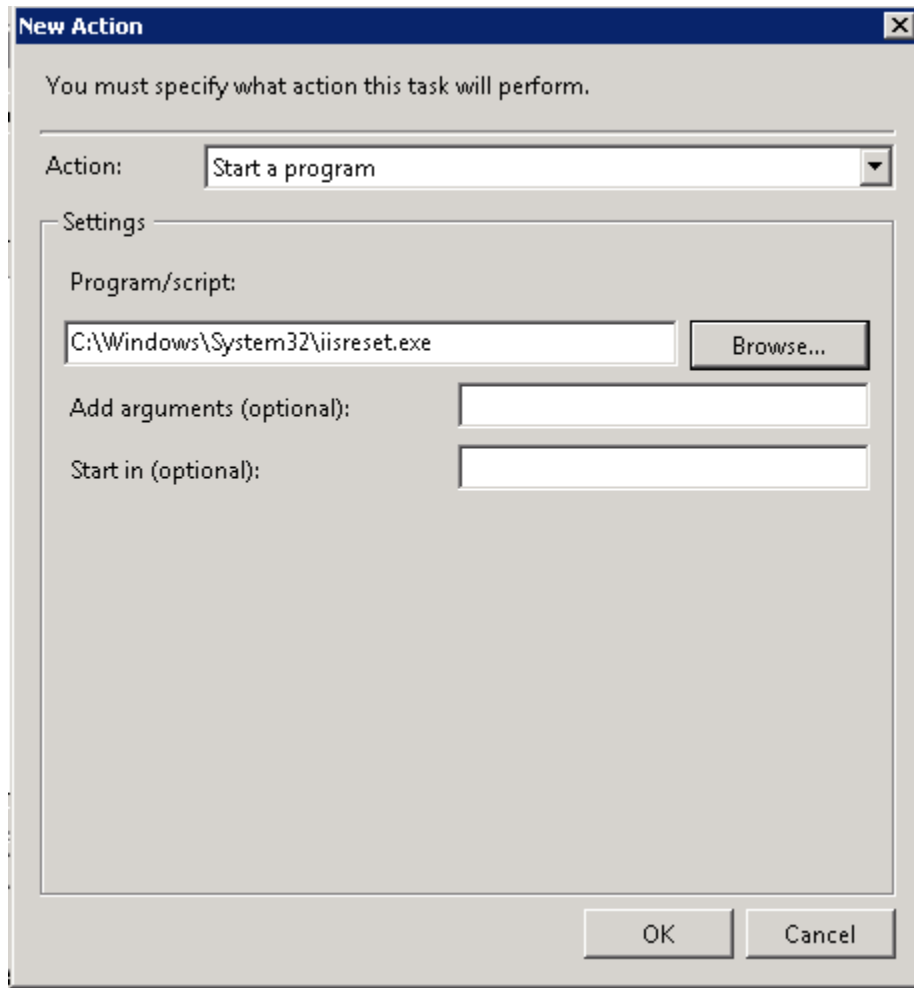 New Action
You must specify what action this task will perform.
Action: Start a program
Settings
Program/script:
C:\Windows\System32\iisreset.exe Browse...
Add arguments (optional):
Start in (optional):
OK Cancel